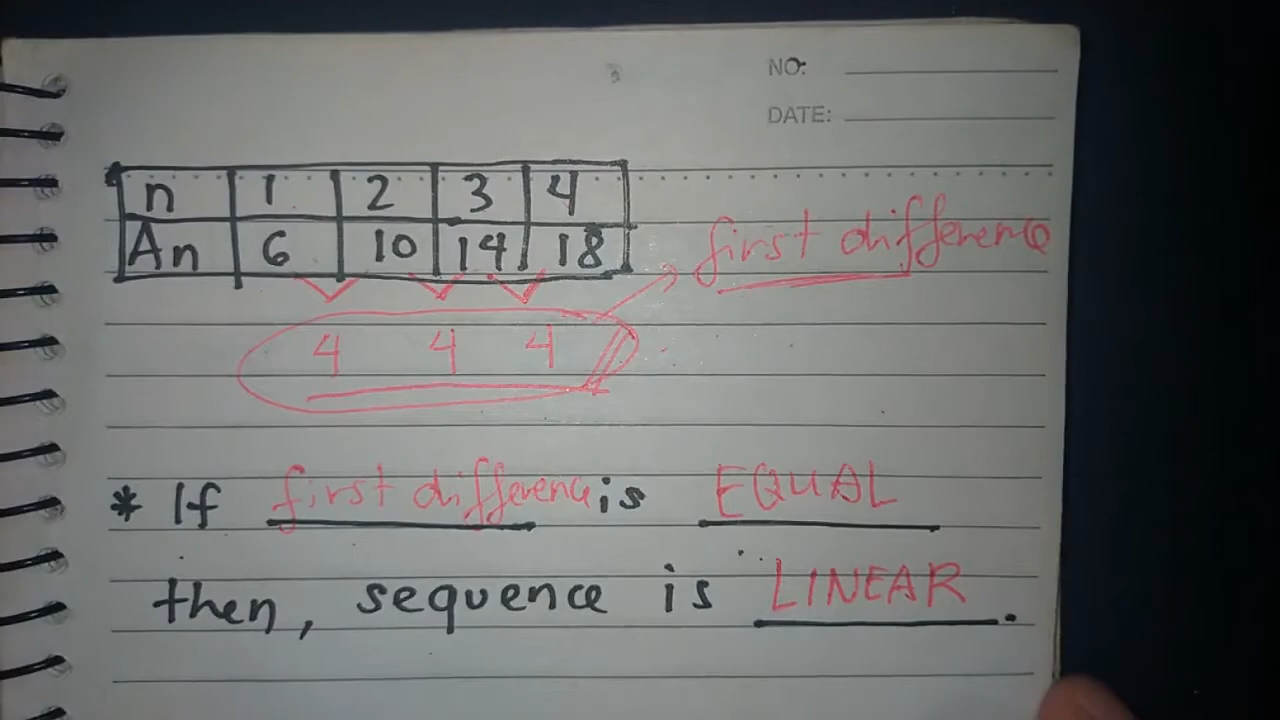 NO:
DATE:
n 1 2 3 4
An 6 10 14 18
first difference
4 4 4
* If first difference is EQUAL
then, sequence is LINEAR.